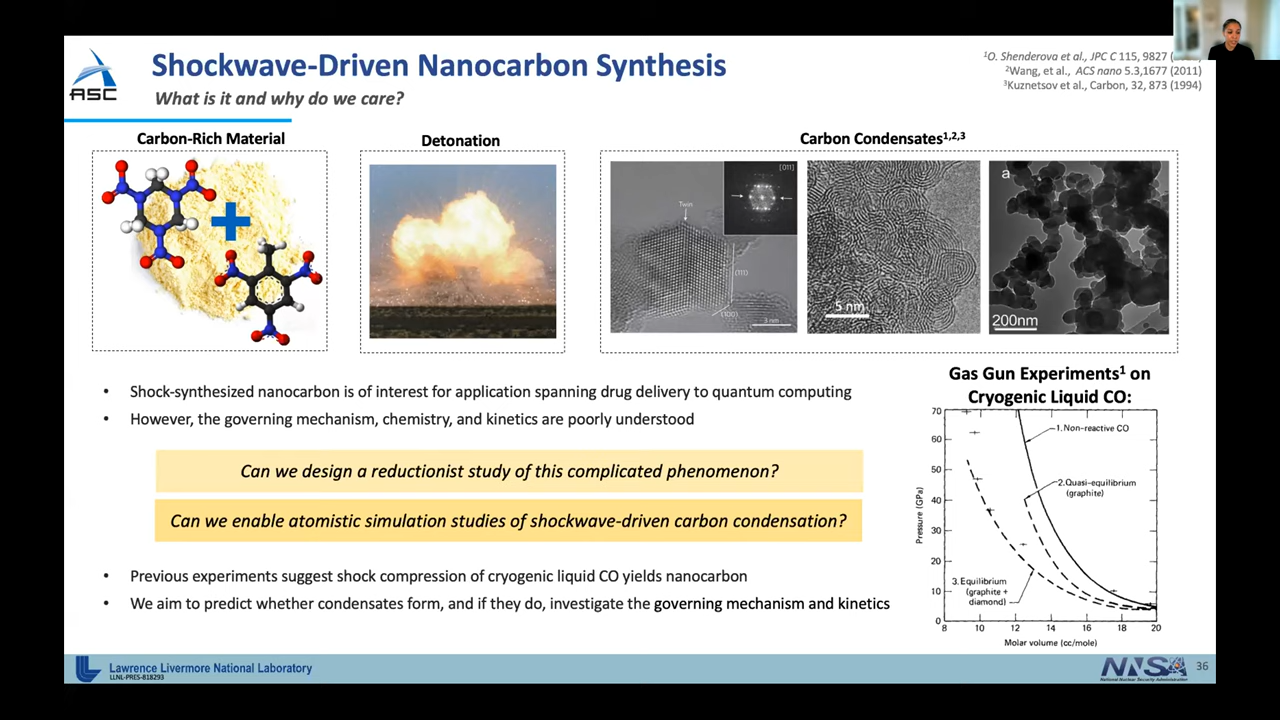 Shockwave-Driven Nanocarbon Synthesis
What is it and why do we care?
ASC
¹O. Shenderova et al., JPC C 115, 9827 (
²Wang, et al., ACS nano 5.3,1677 (2011)
³Kuznetsov et al., Carbon, 32, 873 (1994)
Carbon-Rich Material
Detonation
Carbon Condensates¹,²,³
Twin
[011]
(111)
(100)
3 nm
5 nm
a
200nm
• Shock-synthesized nanocarbon is of interest for application spanning drug delivery to quantum computing
• However, the governing mechanism, chemistry, and kinetics are poorly understood
Can we design a reductionist study of this complicated phenomenon?
Can we enable atomistic simulation studies of shockwave-driven carbon condensation?
• Previous experiments suggest shock compression of cryogenic liquid CO yields nanocarbon
• We aim to predict whether condensates form, and if they do, investigate the governing mechanism and kinetics
Gas Gun Experiments¹ on
Cryogenic Liquid CO:
70
60
50
40
30
20
10
0
Pressure (GPa)
1. Non-reactive CO
2. Quasi-equilibrium
(graphite)
3. Equilibrium
(graphite +
diamond)
8 10 12 14 16 18 20
Molar volume (cc/mole)
Lawrence Livermore National Laboratory
LLNL-PRES-818293
NNSA
National Nuclear Security Administration
36